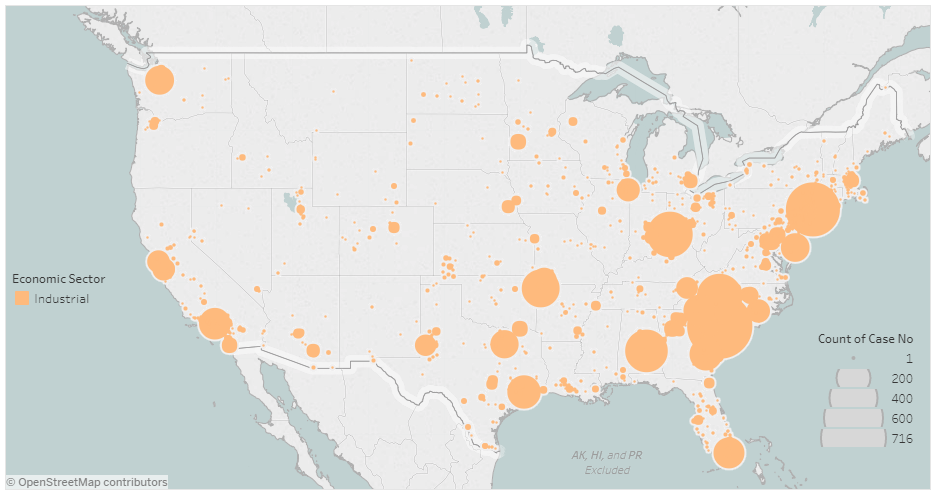 Economic Sector
Industrial
Count of Case No
1
200
400
600
716
AK, HI, and PR
Excluded
© OpenStreetMap contributors